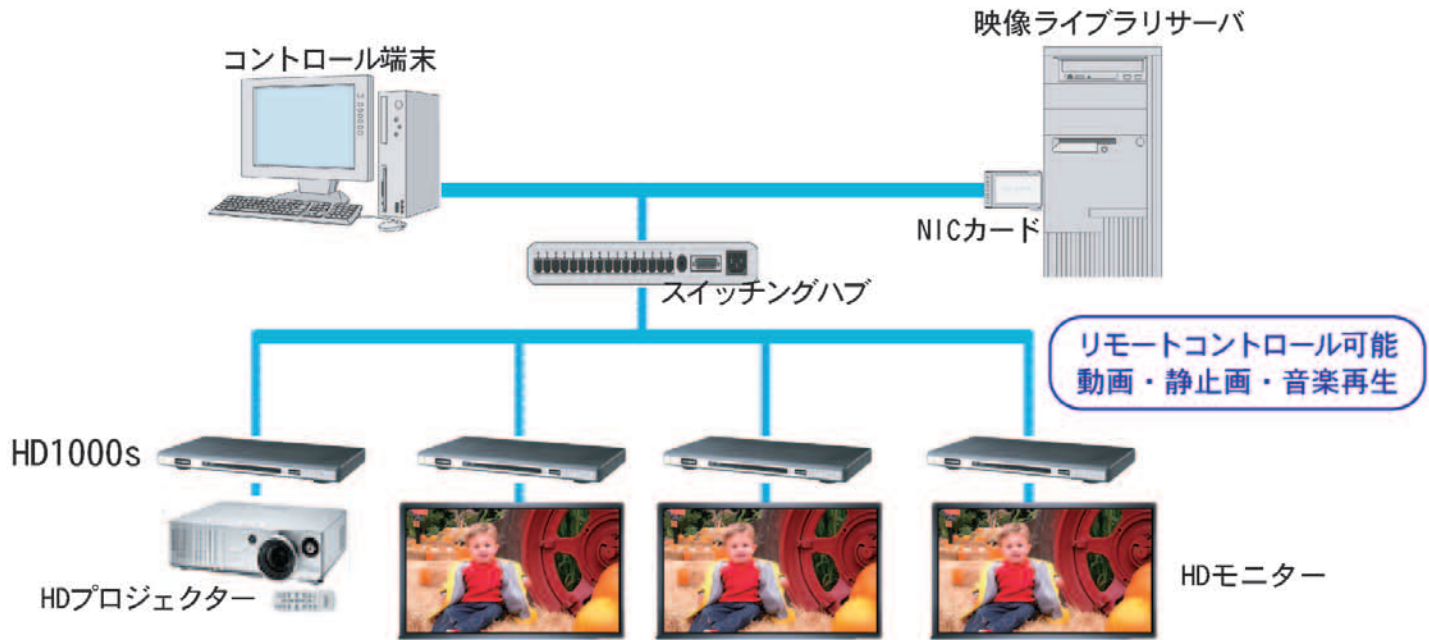 映像ライブラリサーバ
コントロール端末
NICカード
スイッチングハブ
リモートコントロール可能
動画・静止画・音楽再生
HD1000s
HDプロジェクター
HDモニター